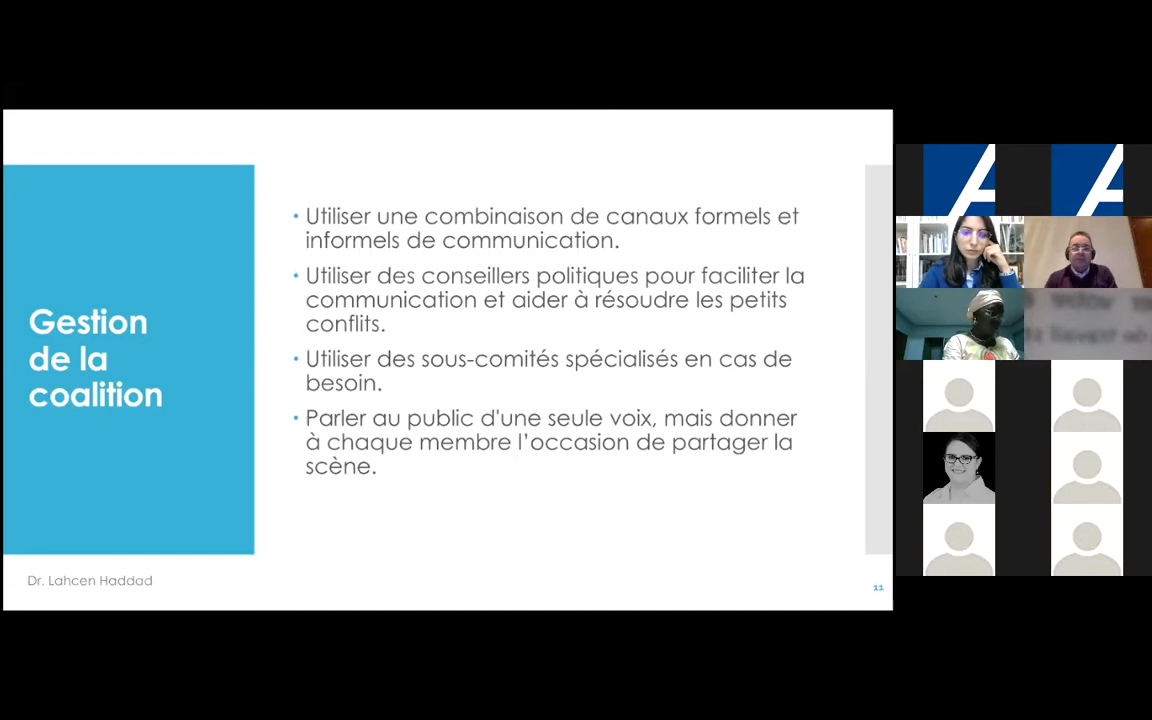 Gestion
de la
coalition
• Utiliser une combinaison de canaux formels et
informels de communication.
• Utiliser des conseillers politiques pour faciliter la
communication et aider à résoudre les petits
conflits.
• Utiliser des sous-comités spécialisés en cas de
besoin.
• Parler au public d'une seule voix, mais donner
à chaque membre l’occasion de partager la
scène.
Dr. Lahcen Haddad
11